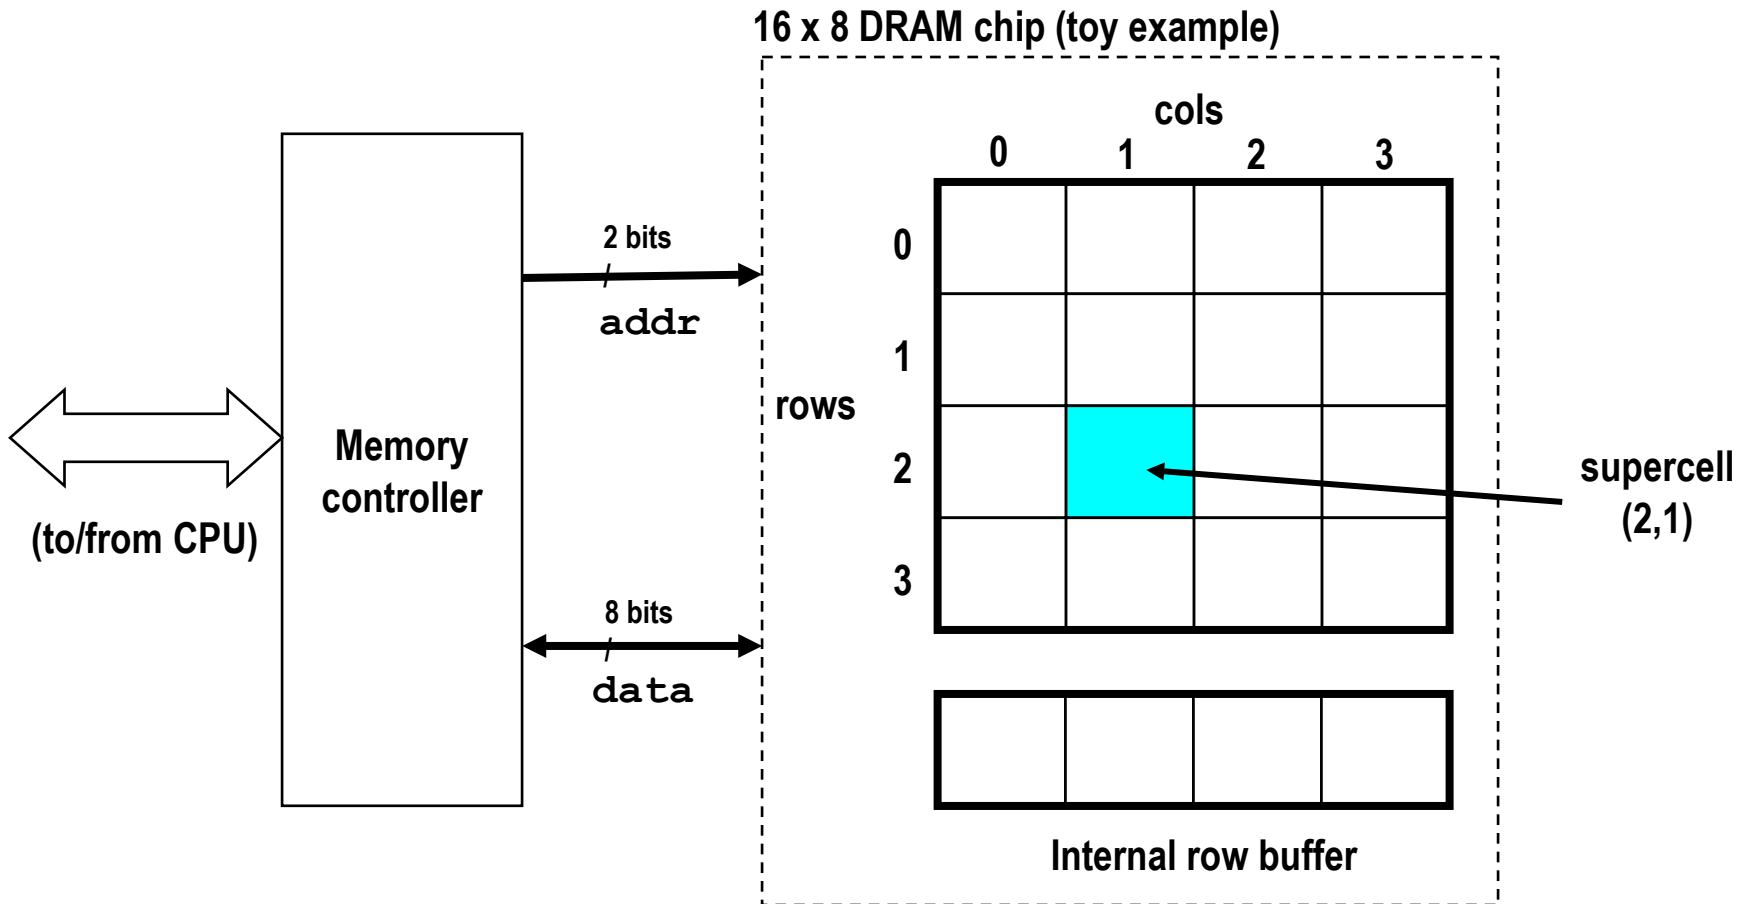 16 x 8 DRAM chip (toy example)
cols
0 1 2 3
2 bits
addr
0
1
rows
2
3
Memory
controller
(to/from CPU)
supercell
(2,1)
8 bits
data
Internal row buffer